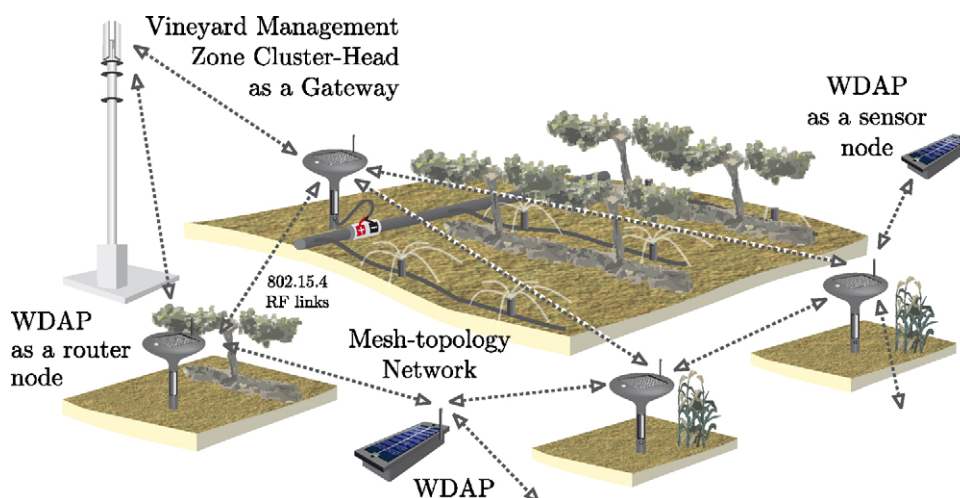 Vineyard Management
Zone Cluster-Head
as a Gateway
WDAP
as a sensor
node
802.15.4
RF links
WDAP
as a router
node
Mesh-topology
Network
WDAP